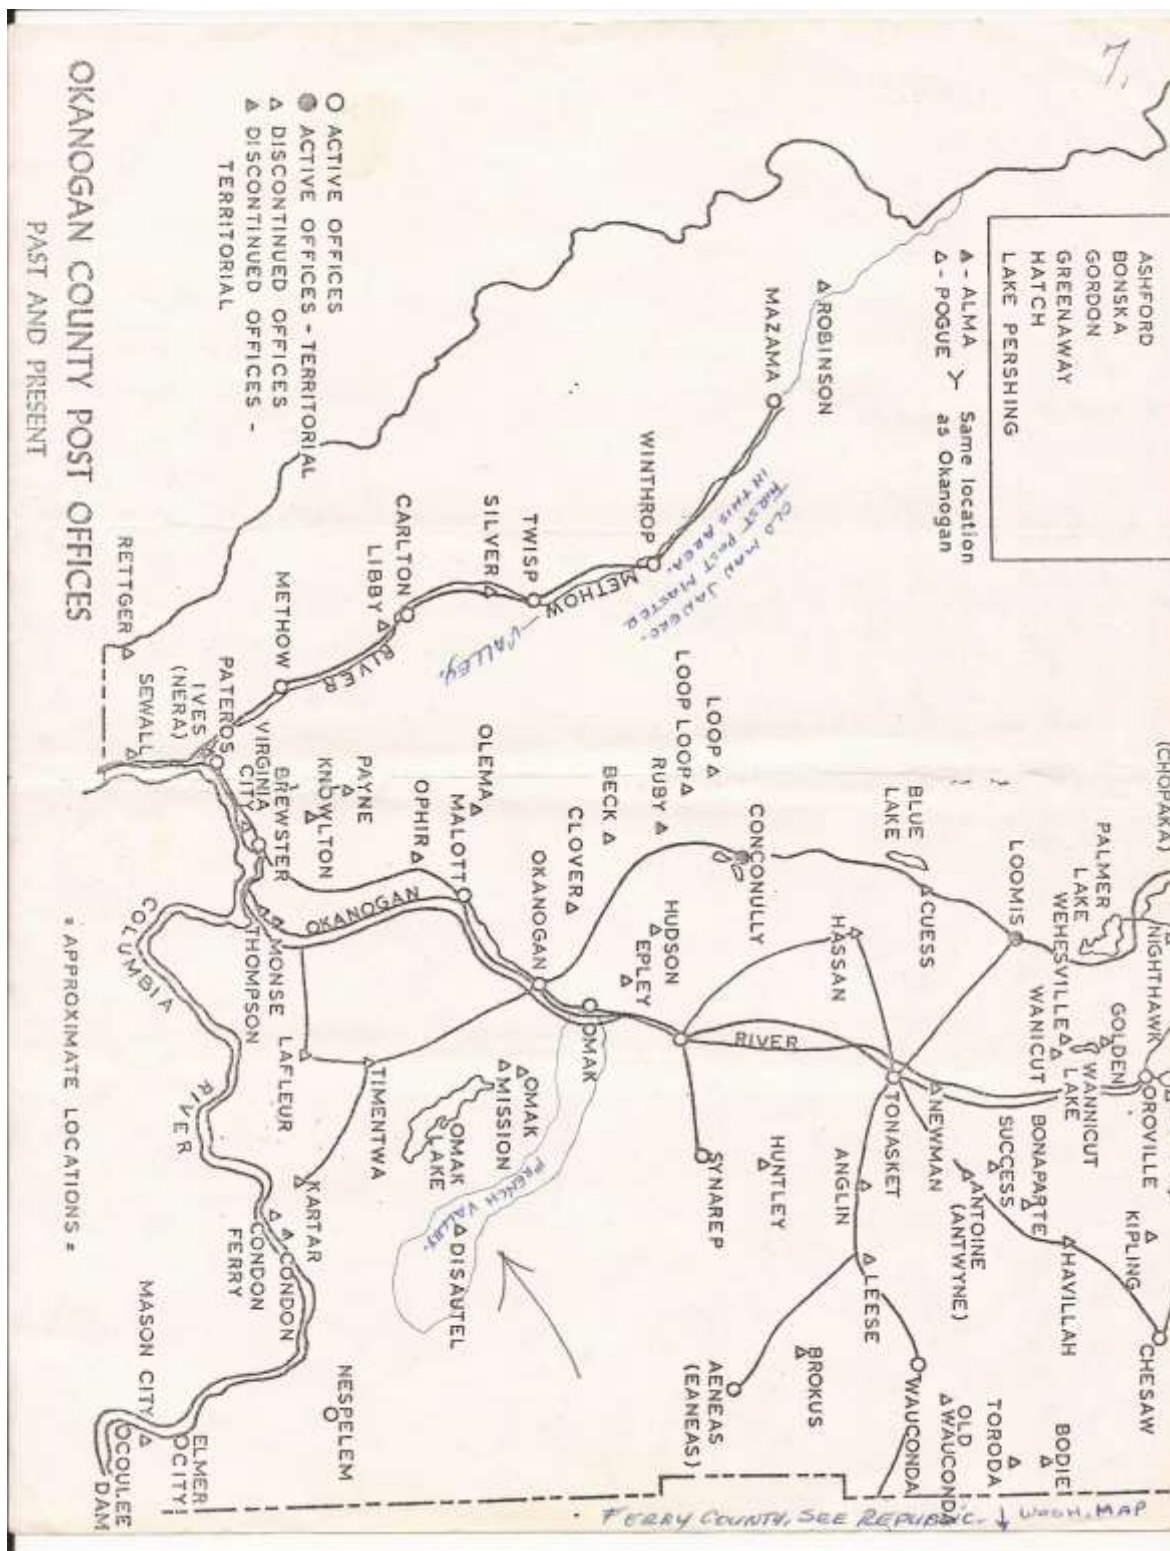 7.
ASHFORD
BONSKA
GORDON
GREENAWAY
HATCH
LAKE PERSHING
▲ - ALMA > Same location
△ - POGUE as Okanogan
(CHOPAKA)
PALMER
LAKE
NIGHTHAWK
WEHESVILLE
GOLDEN
OROVILLE
WANICUT
WANNICUT
LAKE
KIPLING
CHESAW
LOOMIS
BONAPARTE
SUCCESS
HAVILLAH
BODIE
TORODA
BLUE
LAKE
CUESS
NEWMAN
ANTOINE
(ANTWYNE)
OLD
WAUCONDA
WAUCONDA
TONASKET
HASSAN
ANGLIN
LEESE
ROBINSON
MAZAMA
BROKUS
CONCONULLY
RIVER
HUNTLEY
LOOP
LOOP LOOP
RUBY
HUDSON
EPLEY
SYNAREP
AENEAS
(EANEAS)
WINTHROP
OLD MAN
FIRST POST MASTER
IN THIS AREA.
METHOW
VALLEY.
BECK
CLOVER
OMAK
TWISP
SILVER
OKANOGAN
OMAK
MISSION
FRENCH VALLEY.
OLEMA
MALOTT
OMAK
LAKE
DISAUTEL
CARLTON
LIBBY
RIVER
OPHIR
OKANOGAN
TIMENTWA
PAYNE
KNOWLTON
NESPELEM
METHOW
BREWSTER
VIRGINIA
CITY
MONSE
THOMPSON
LAFLEUR
KARTAR
CONDON
CONDON
FERRY
PATEROS
IVES
(NERA)
SEWALL
RETTGER
COLUMBIA
RIVER
MASON CITY
ELMER
CITY
COULEE
DAM
FERRY COUNTY, SEE REPUBLIC. ↓ WASH. MAP
○ ACTIVE OFFICES
● ACTIVE OFFICES - TERRITORIAL
△ DISCONTINUED OFFICES
▲ DISCONTINUED OFFICES -
TERRITORIAL
" APPROXIMATE LOCATIONS "
OKANOGAN COUNTY POST OFFICES
PAST AND PRESENT